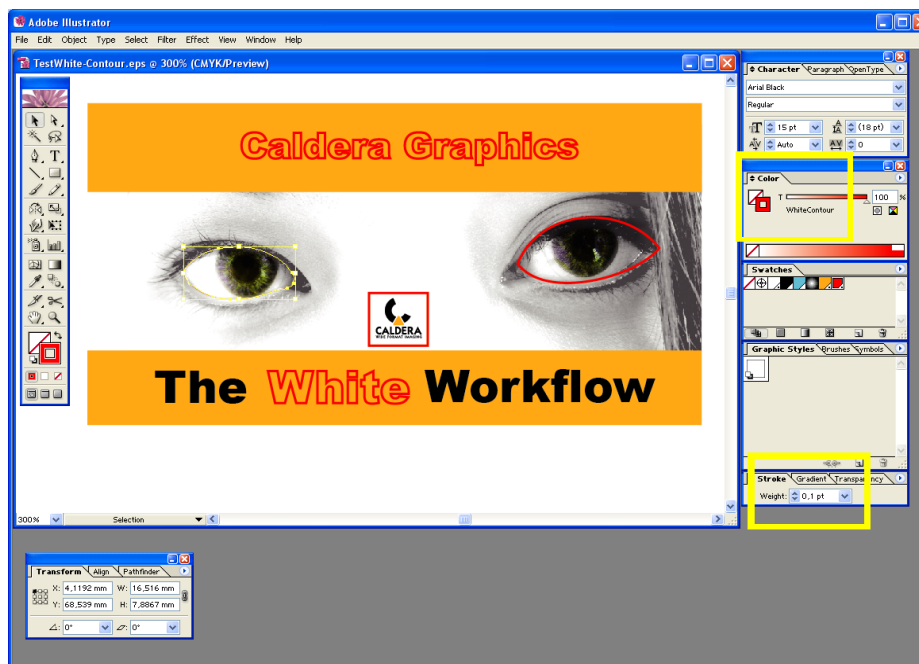 Adobe Illustrator
File Edit Object Type Select Filter Effect View Window Help
TestWhite-Contour.eps @ 300% (CMYK/Preview)
Caldera Graphics
CALDERA
WIDE FORMAT IMAGING
The White Workflow
300% Selection
Character Paragraph OpenType
Arial Black
Regular
15 pt (18 pt)
Auto 0
Color
T 100 %
WhiteContour
Swatches
Graphic Styles Brushes Symbols
Stroke Gradient Transparency
Weight: 0,1 pt
Transform Align Pathfinder
X: 4,1192 mm W: 16,516 mm
Y: 68,539 mm H: 7,8867 mm
0° 0°